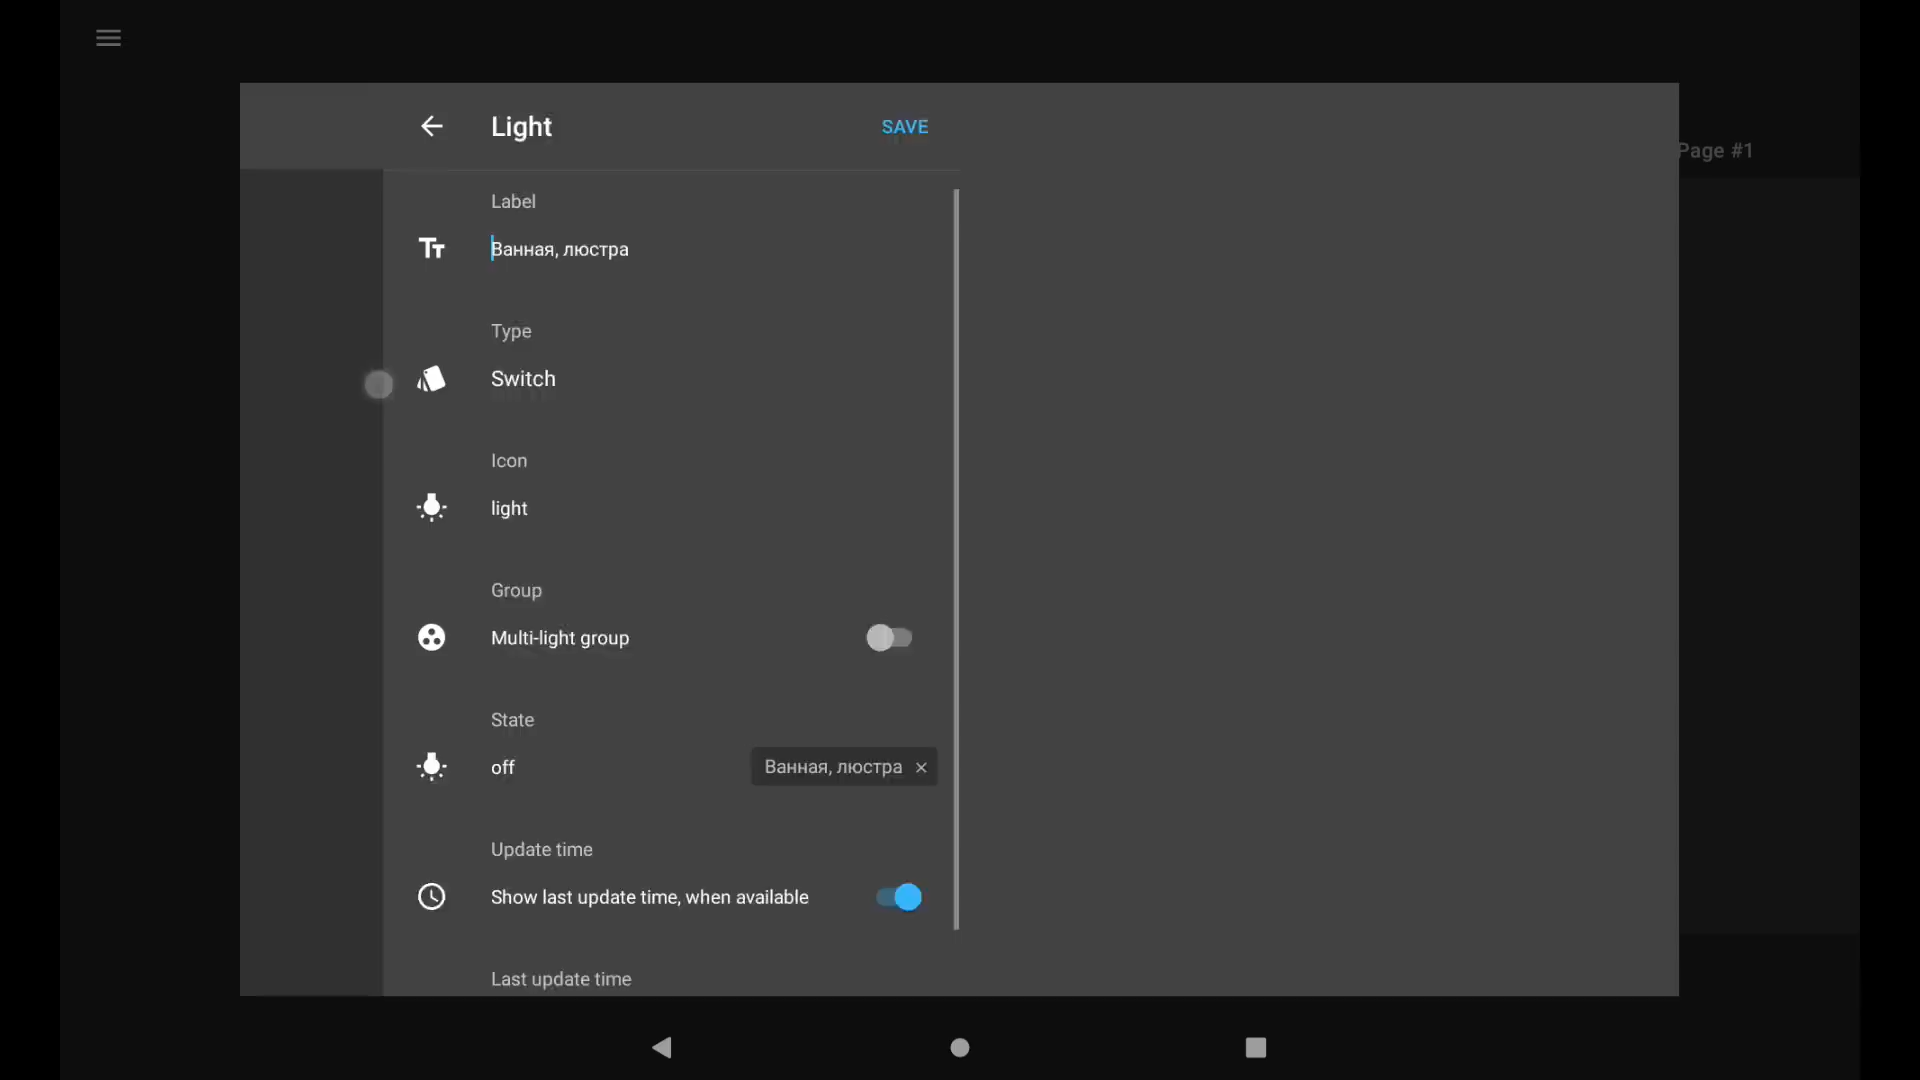 Light
SAVE
Page #1
Label
Ванная, люстра
Type
Switch
Icon
light
Group
Multi-light group
State
off
Ванная, люстра
Update time
Show last update time, when available
Last update time